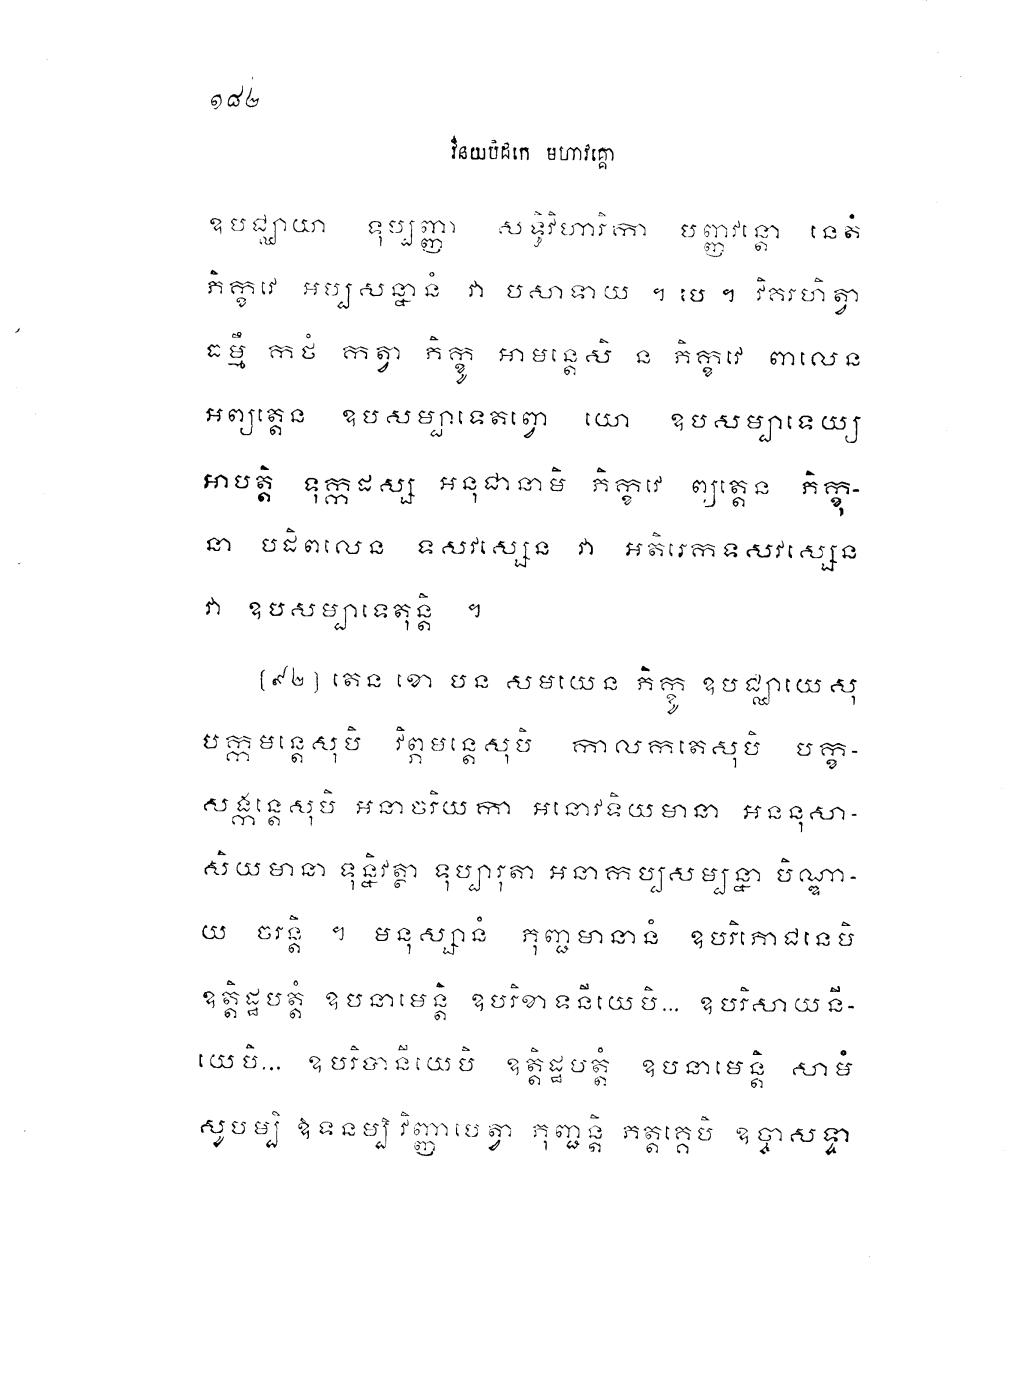 ១៨២
វិនយបិដកេ មហាវគ្គោ
ឧបជ្ឈាយា ទុប្បញ្ញា សទ្ធិវិហារិកា បញ្ញវន្តោ នេតំ
ភិក្ខវេ អប្បសន្នានំ វា បសាទាយ ។ បេ ។ វិគរហិត្វា
ធម្មឹ កថំ កត្វា ភិក្ខូ អាមន្តេសិ ន ភិក្ខវេ ពាលេន
អព្យត្តេន ឧបសម្បាទេតព្វោ យោ ឧបសម្បាទេយ្យ
អាបត្តិ ទុក្កដស្ស អនុជានាមិ ភិក្ខវេ ព្យត្តេន ភិក្ខុ-
នា បដិពលេន ទសវស្សេន វា អតិរេកទសវស្សេន
វា ឧបសម្បាទេតុន្តិ ។
[៩២] តេន ខោ បន សមយេន ភិក្ខូ ឧបជ្ឈាយេសុ
បក្កមន្តេសុបិ វិព្ភមន្តេសុបិ កាលកតេសុបិ បក្ខ-
សង្កន្តេសុបិ អនាចរិយកា អនោវទិយមានា អននុសា-
សិយមានា ទុន្និវត្ថា ទុប្បារុតា អនាកប្បសម្បន្នា បិណ្ឌា-
យ ចរន្តិ ។ មនុស្សានំ ភុញ្ជមានានំ ឧបរិភោជនេបិ
ឧត្តិដ្ឋបត្តំ ឧបនាមេន្តិ ឧបរិខាទនីយេបិ... ឧបរិសាយនី-
យេបិ... ឧបរិបានីយេបិ ឧត្តិដ្ឋបត្តំ ឧបនាមេន្តិ សាមំ
សូបម្បិ ឱទនម្បិ វិញ្ញាបេត្វា ភុញ្ជន្តិ ភត្តគ្គេបិ ឧច្ចាសទ្ទា